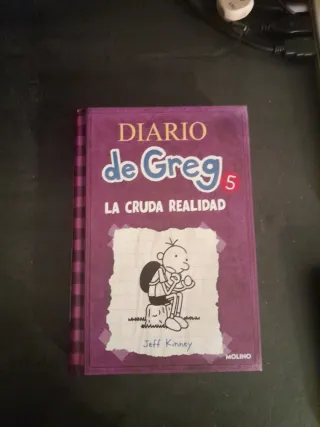 DIARIO
de Greg 5
LA CRUDA REALIDAD
Jeff Kinney
MOLINO